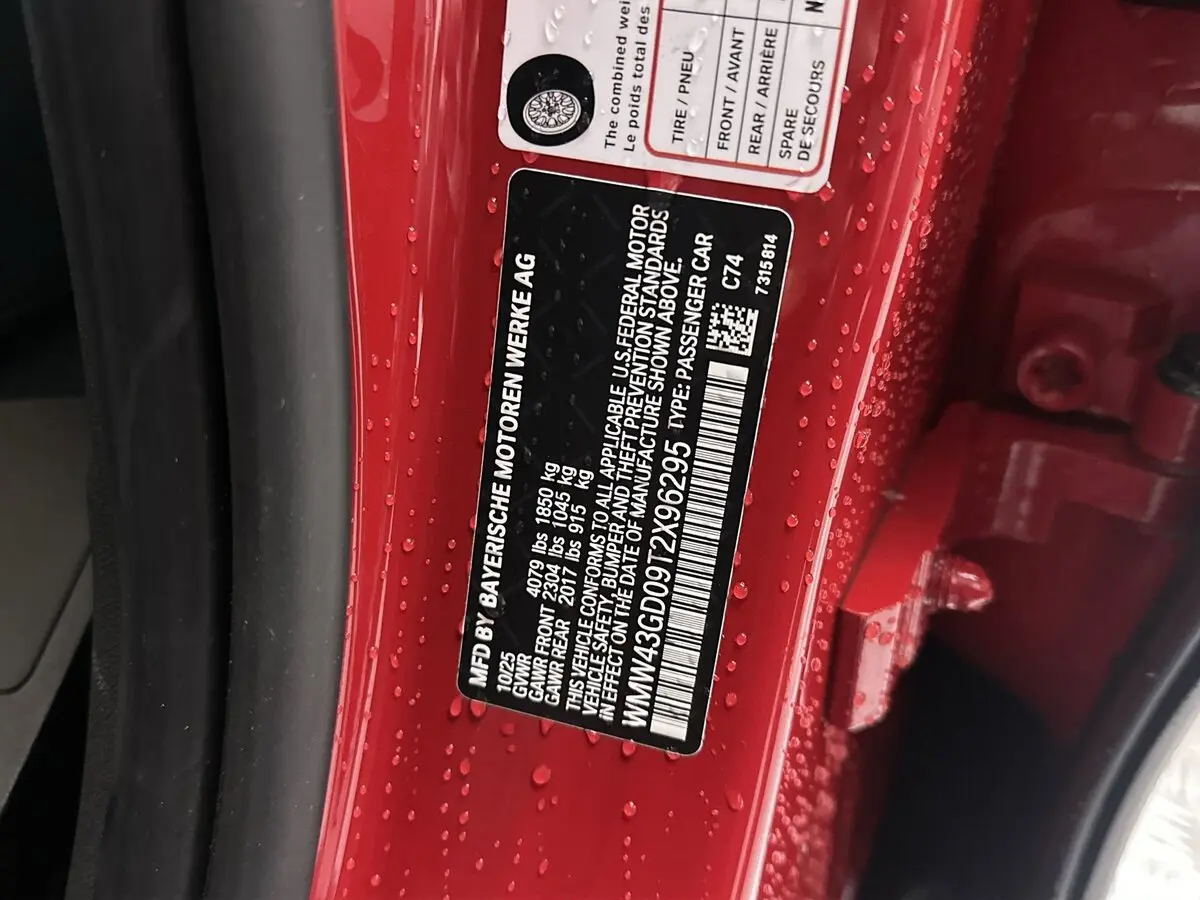 The combined wei
Le poids total des
TIRE / PNEU
FRONT / AVANT
REAR / ARRIÈRE
SPARE
DE SECOURS
N
MFD BY BAYERISCHE MOTOREN WERKE AG
10/25
GVWR 4079 lbs 1850 kg
GAWR FRONT 2304 lbs 1045 kg
GAWR REAR 2017 lbs 915 kg
THIS VEHICLE CONFORMS TO ALL APPLICABLE U.S.FEDERAL MOTOR
VEHICLE SAFETY, BUMPER AND THEFT PREVENTION STANDARDS
IN EFFECT ON THE DATE OF MANUFACTURE SHOWN ABOVE.
WMW43GD09T2X96295 TYPE: PASSENGER CAR
C74
7315814